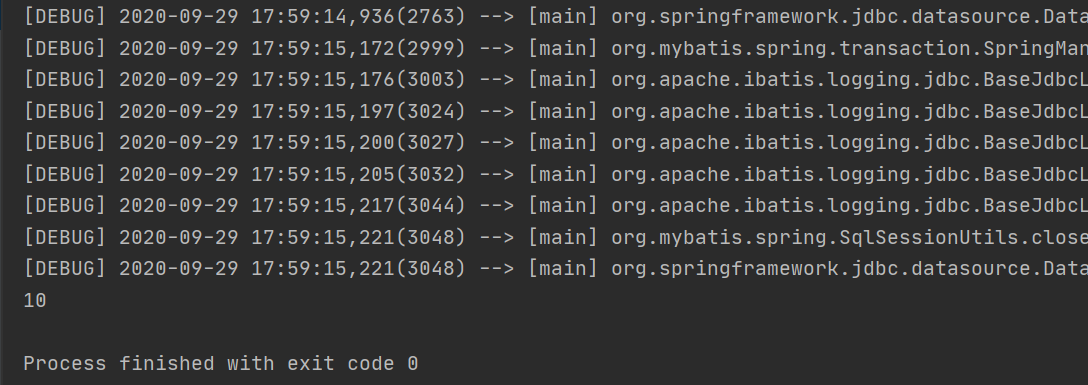 [DEBUG] 2020-09-29 17:59:14,936(2763) --> [main] org.springframework.jdbc.datasource.Data
[DEBUG] 2020-09-29 17:59:15,172(2999) --> [main] org.mybatis.spring.transaction.SpringMan
[DEBUG] 2020-09-29 17:59:15,176(3003) --> [main] org.apache.ibatis.logging.jdbc.BaseJdbcL
[DEBUG] 2020-09-29 17:59:15,197(3024) --> [main] org.apache.ibatis.logging.jdbc.BaseJdbcL
[DEBUG] 2020-09-29 17:59:15,200(3027) --> [main] org.apache.ibatis.logging.jdbc.BaseJdbcL
[DEBUG] 2020-09-29 17:59:15,205(3032) --> [main] org.apache.ibatis.logging.jdbc.BaseJdbcL
[DEBUG] 2020-09-29 17:59:15,217(3044) --> [main] org.apache.ibatis.logging.jdbc.BaseJdbcL
[DEBUG] 2020-09-29 17:59:15,221(3048) --> [main] org.mybatis.spring.SqlSessionUtils.close
[DEBUG] 2020-09-29 17:59:15,221(3048) --> [main] org.springframework.jdbc.datasource.Data
10
Process finished with exit code 0